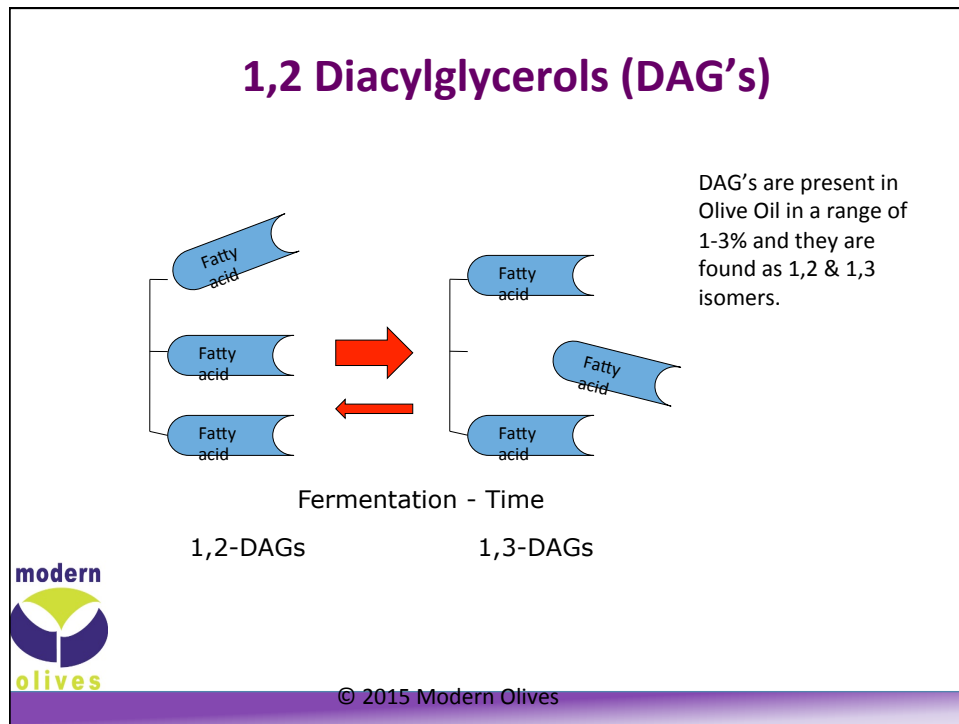 1,2 Diacylglycerols (DAG's)
DAG's are present in
Olive Oil in a range of
1-3% and they are
found as 1,2 & 1,3
isomers.
Fatty
acid
Fatty
acid
Fatty
acid
Fatty
acid
Fatty
acid
Fatty
acid
Fermentation - Time
1,2-DAGs
1,3-DAGs
modern
olives
© 2015 Modern Olives